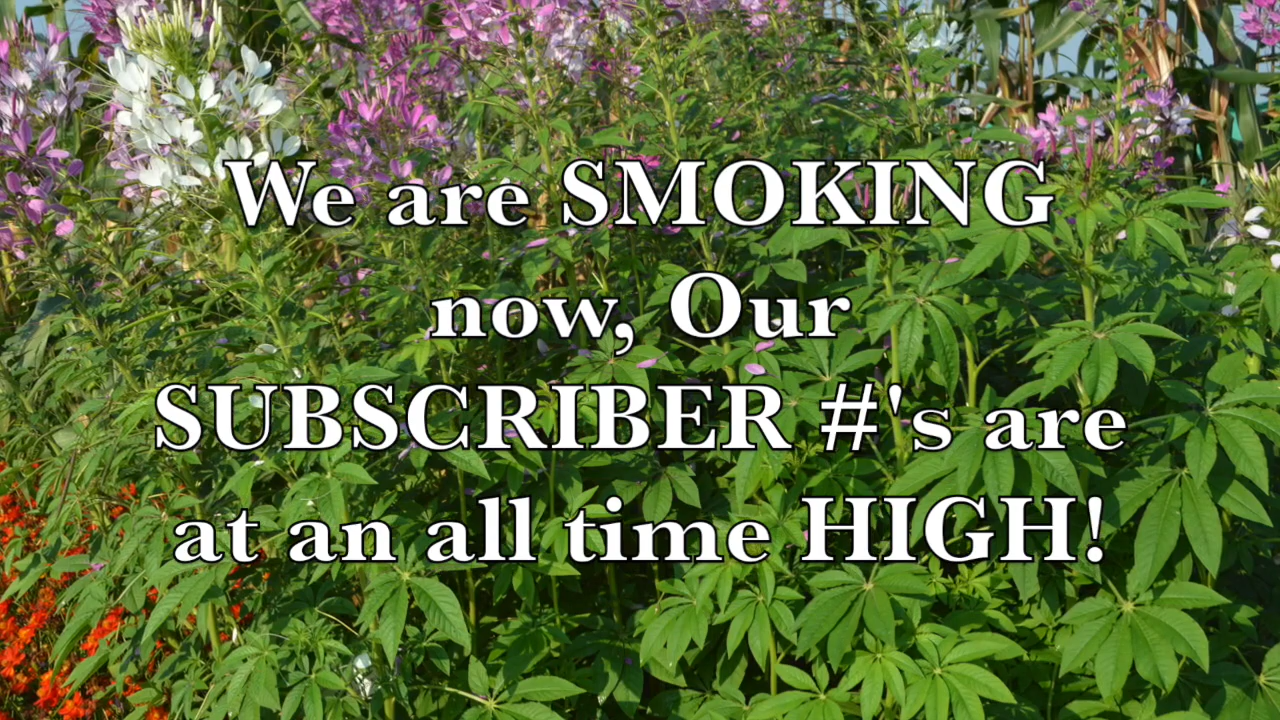 We are SMOKING
now, Our
SUBSCRIBER #'s are
at an all time HIGH!